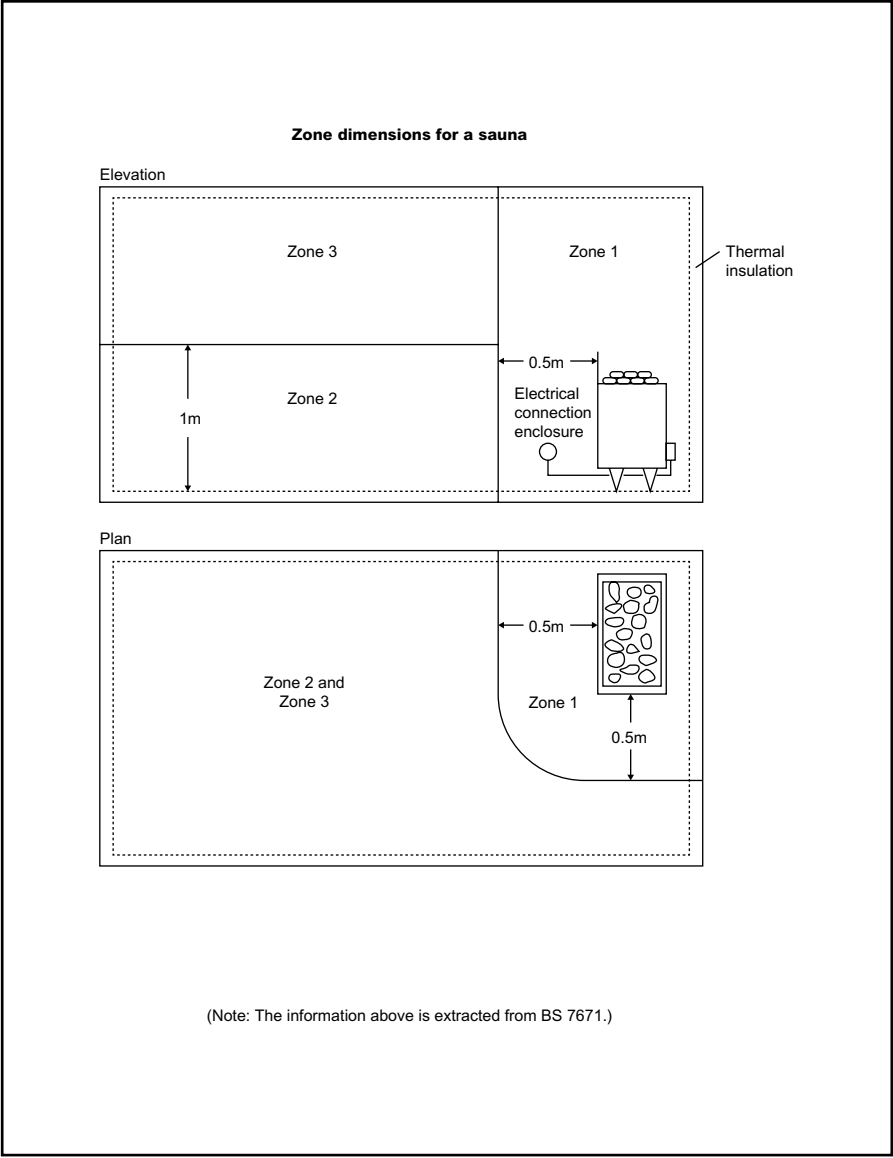 Zone dimensions for a sauna
Elevation
Zone 3
Zone 1
Thermal
insulation
0.5m
Zone 2
Electrical
connection
enclosure
1m
Plan
0.5m
Zone 2 and
Zone 3
Zone 1
0.5m
(Note: The information above is extracted from BS 7671.)